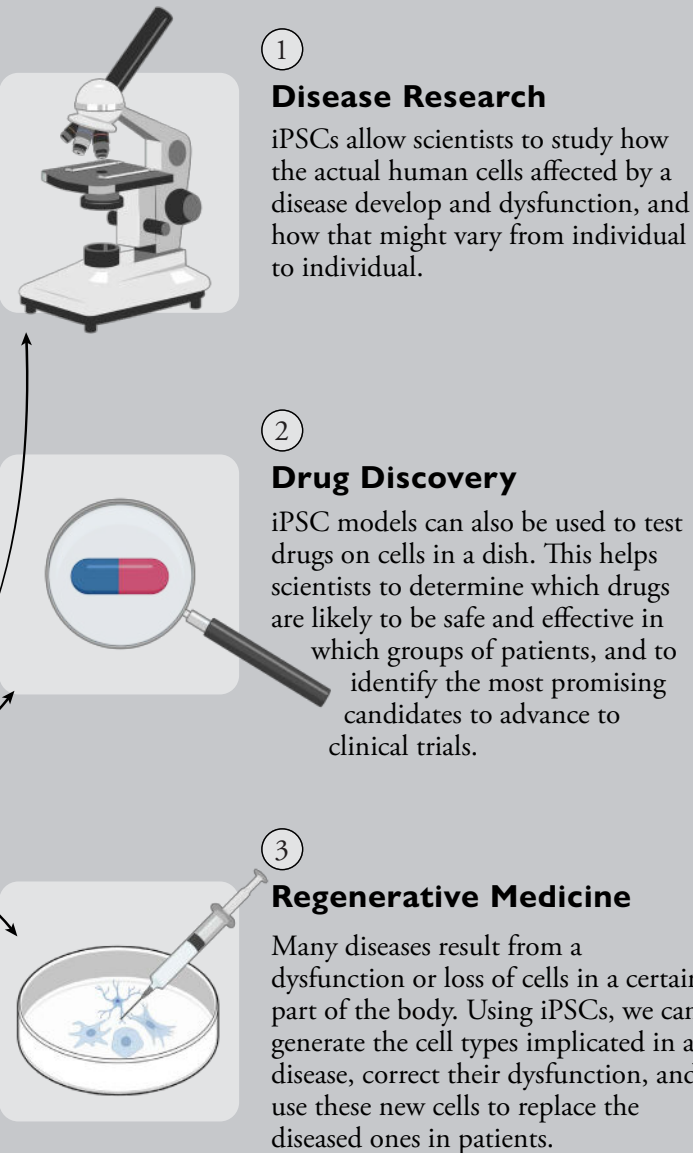 1
Disease Research
iPSCs allow scientists to study how
the actual human cells affected by a
disease develop and dysfunction, and
how that might vary from individual
to individual.
2
Drug Discovery
iPSC models can also be used to test
drugs on cells in a dish. This helps
scientists to determine which drugs
are likely to be safe and effective in
which groups of patients, and to
identify the most promising
candidates to advance to
clinical trials.
3
Regenerative Medicine
Many diseases result from a
dysfunction or loss of cells in a certain
part of the body. Using iPSCs, we can
generate the cell types implicated in a
disease, correct their dysfunction, and
use these new cells to replace the
diseased ones in patients.